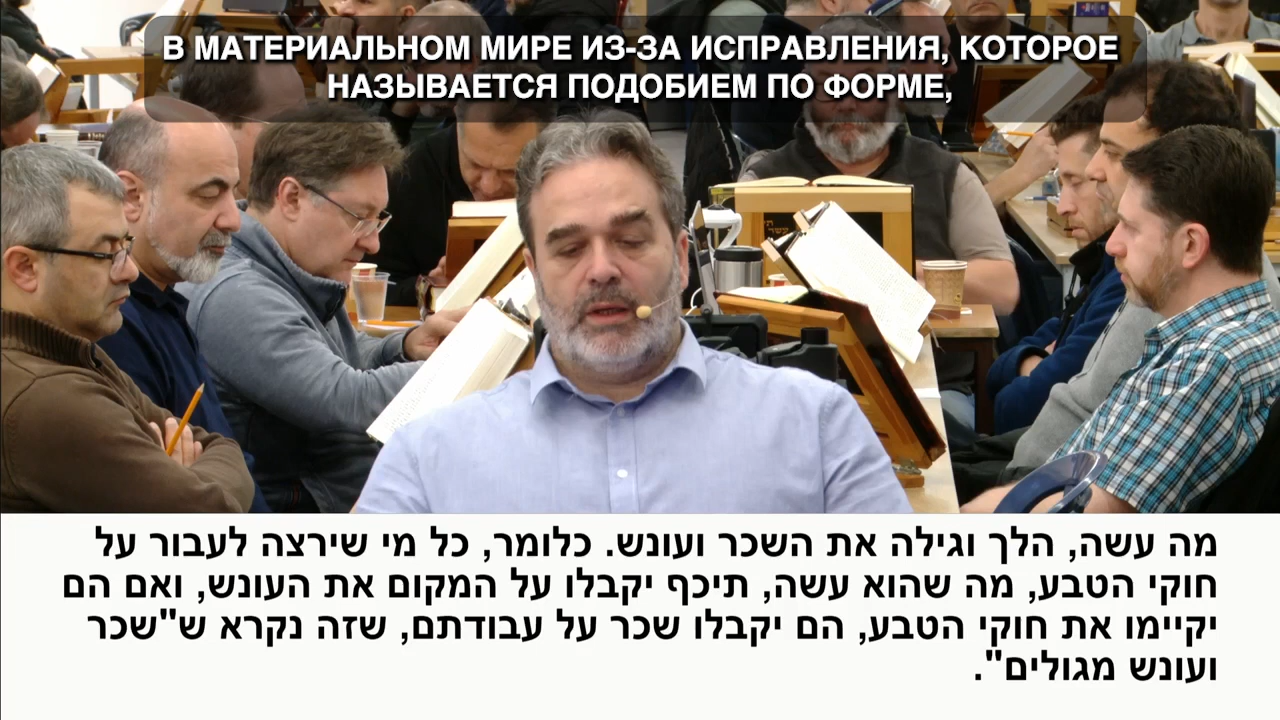 В МАТЕРИАЛЬНОМ МИРЕ ИЗ-ЗА ИСПРАВЛЕНИЯ, КОТОРОЕ
НАЗЫВАЕТСЯ ПОДОБИЕМ ПО ФОРМЕ,
מה עשה, הלך וגילה את השכר ועונש. כלומר, כל מי שירצה לעבור על
חוקי הטבע, מה שהוא עשה, תיכף יקבלו על המקום את העונש, ואם הם
יקיימו את חוקי הטבע, הם יקבלו שכר על עבודתם, שזה נקרא ש"שכר
ועונש מגולים".